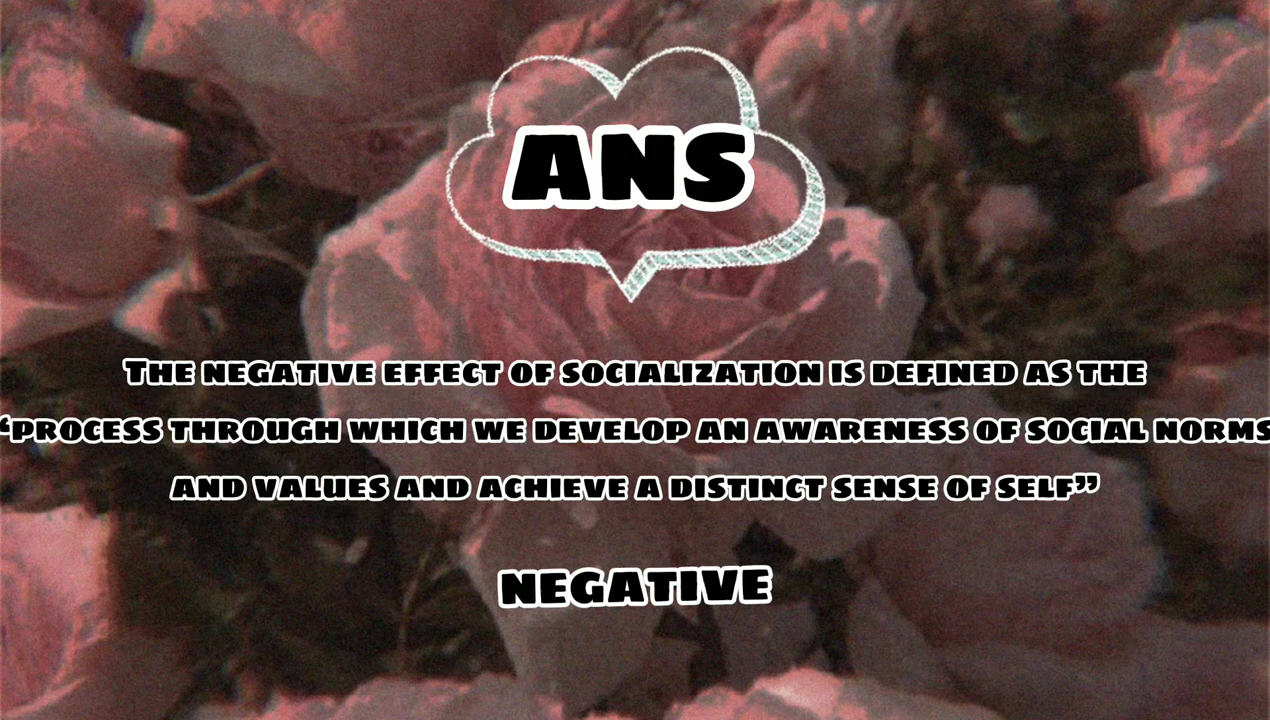 ANS
The negative effect of socialization is defined as the
“process through which we develop an awareness of social norms
and values and achieve a distinct sense of self”
negative